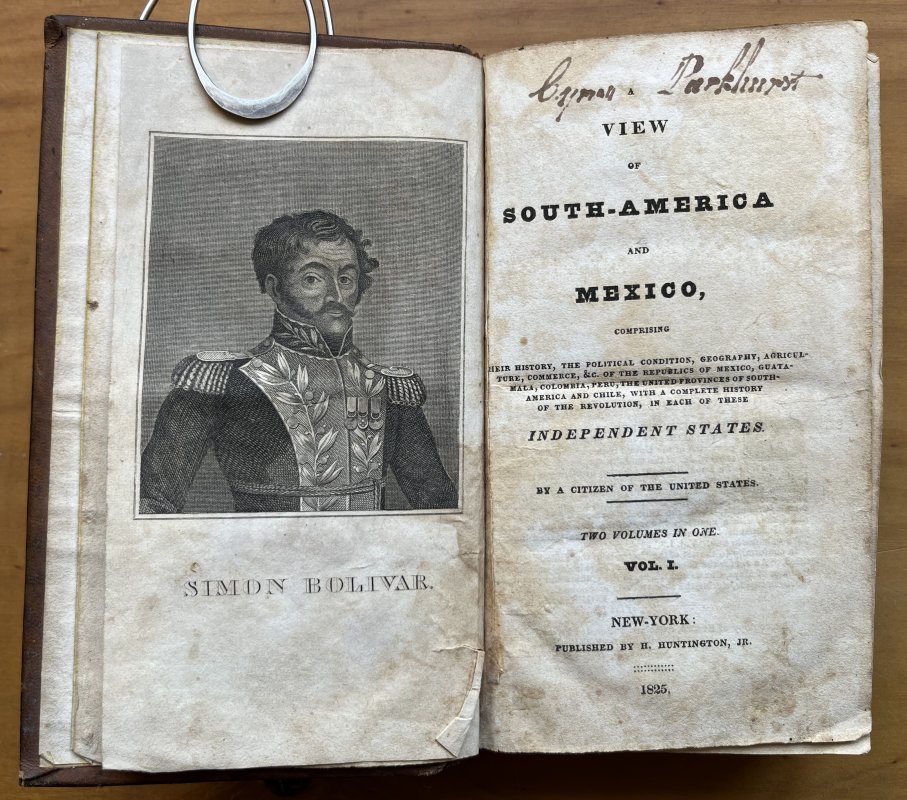 SIMON BOLIVAR.
Cyrus Parkhurst
A
VIEW
OF
SOUTH-AMERICA
AND
MEXICO,
COMPRISING
HEIR HISTORY, THE POLITICAL CONDITION, GEOGRAPHY, AGRICUL-
TURE, COMMERCE, &C. OF THE REPUBLICS OF MEXICO, GUATA-
MALA, COLOMBIA, PERU, THE UNITED PROVINCES OF SOUTH-
AMERICA AND CHILE, WITH A COMPLETE HISTORY
OF THE REVOLUTION, IN EACH OF THESE
INDEPENDENT STATES.
BY A CITIZEN OF THE UNITED STATES.
TWO VOLUMES IN ONE.
VOL. I.
NEW-YORK:
PUBLISHED BY H. HUNTINGTON, JR.
1825,